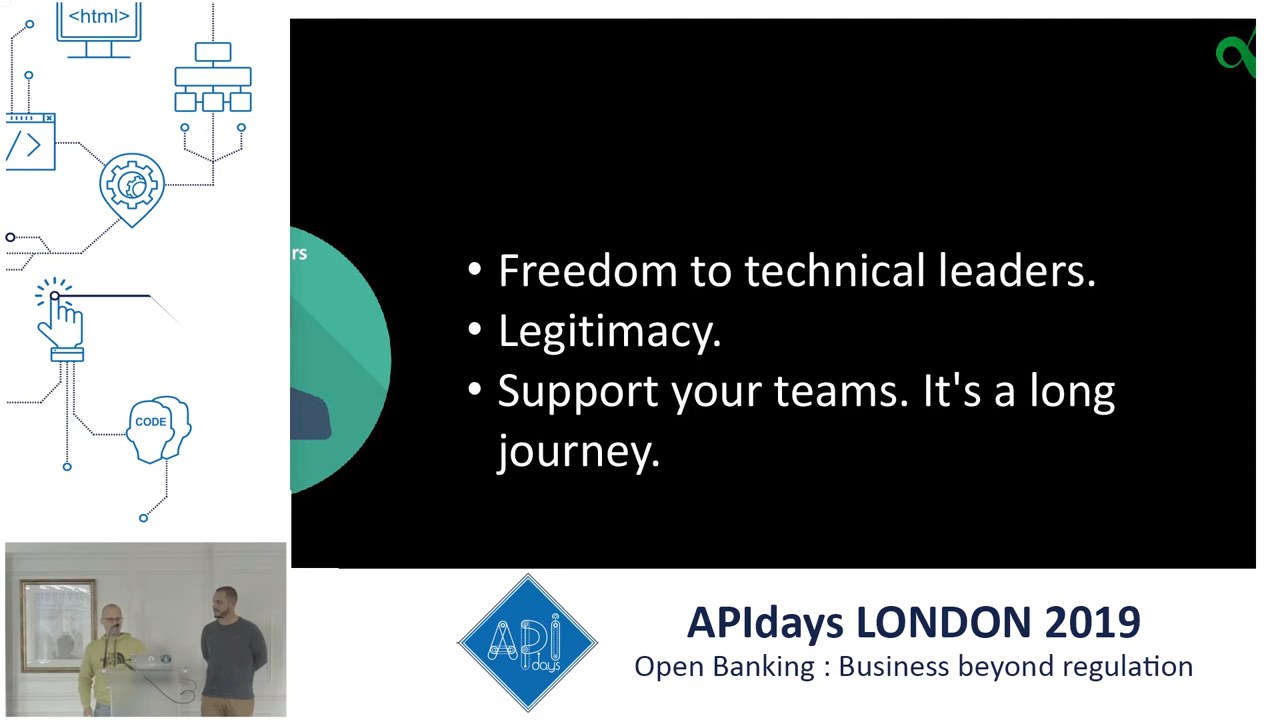 <html>
</>
CODE
rs
• Freedom to technical leaders.
• Legitimacy.
• Support your teams. It's a long
journey.
API
days
APIdays LONDON 2019
Open Banking : Business beyond regulation